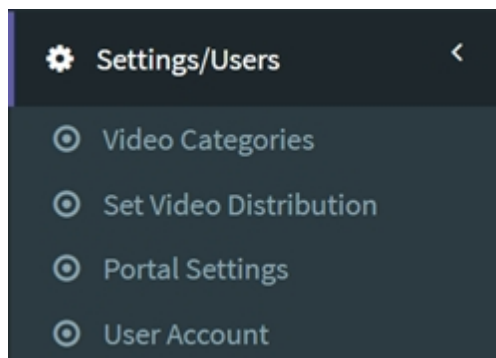 Settings/Users
Video Categories
Set Video Distribution
Portal Settings
User Account